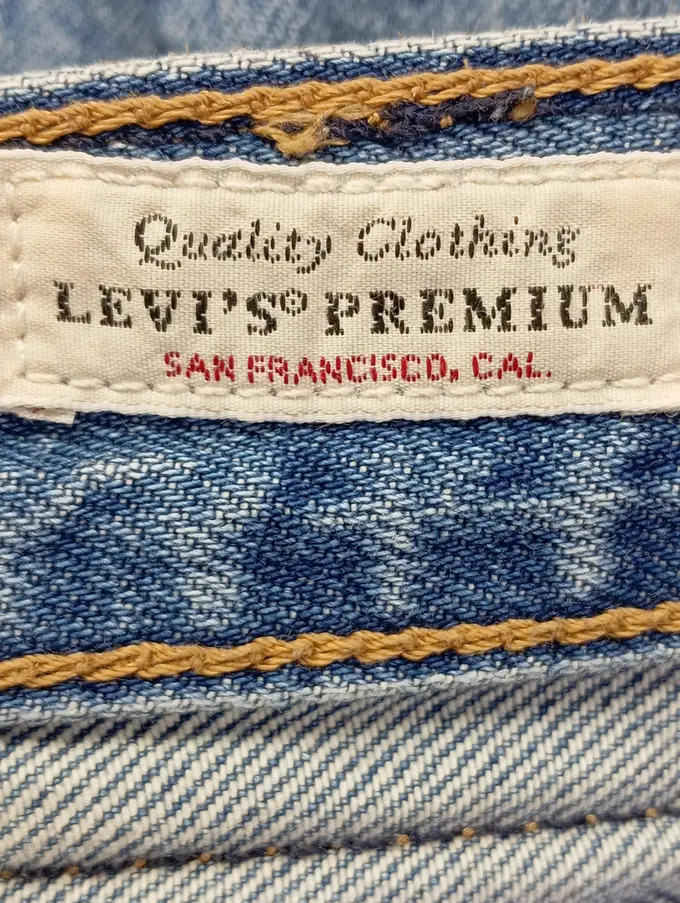 Quality Clothing
LEVI'S® PREMIUM
SAN FRANCISCO, CAL.